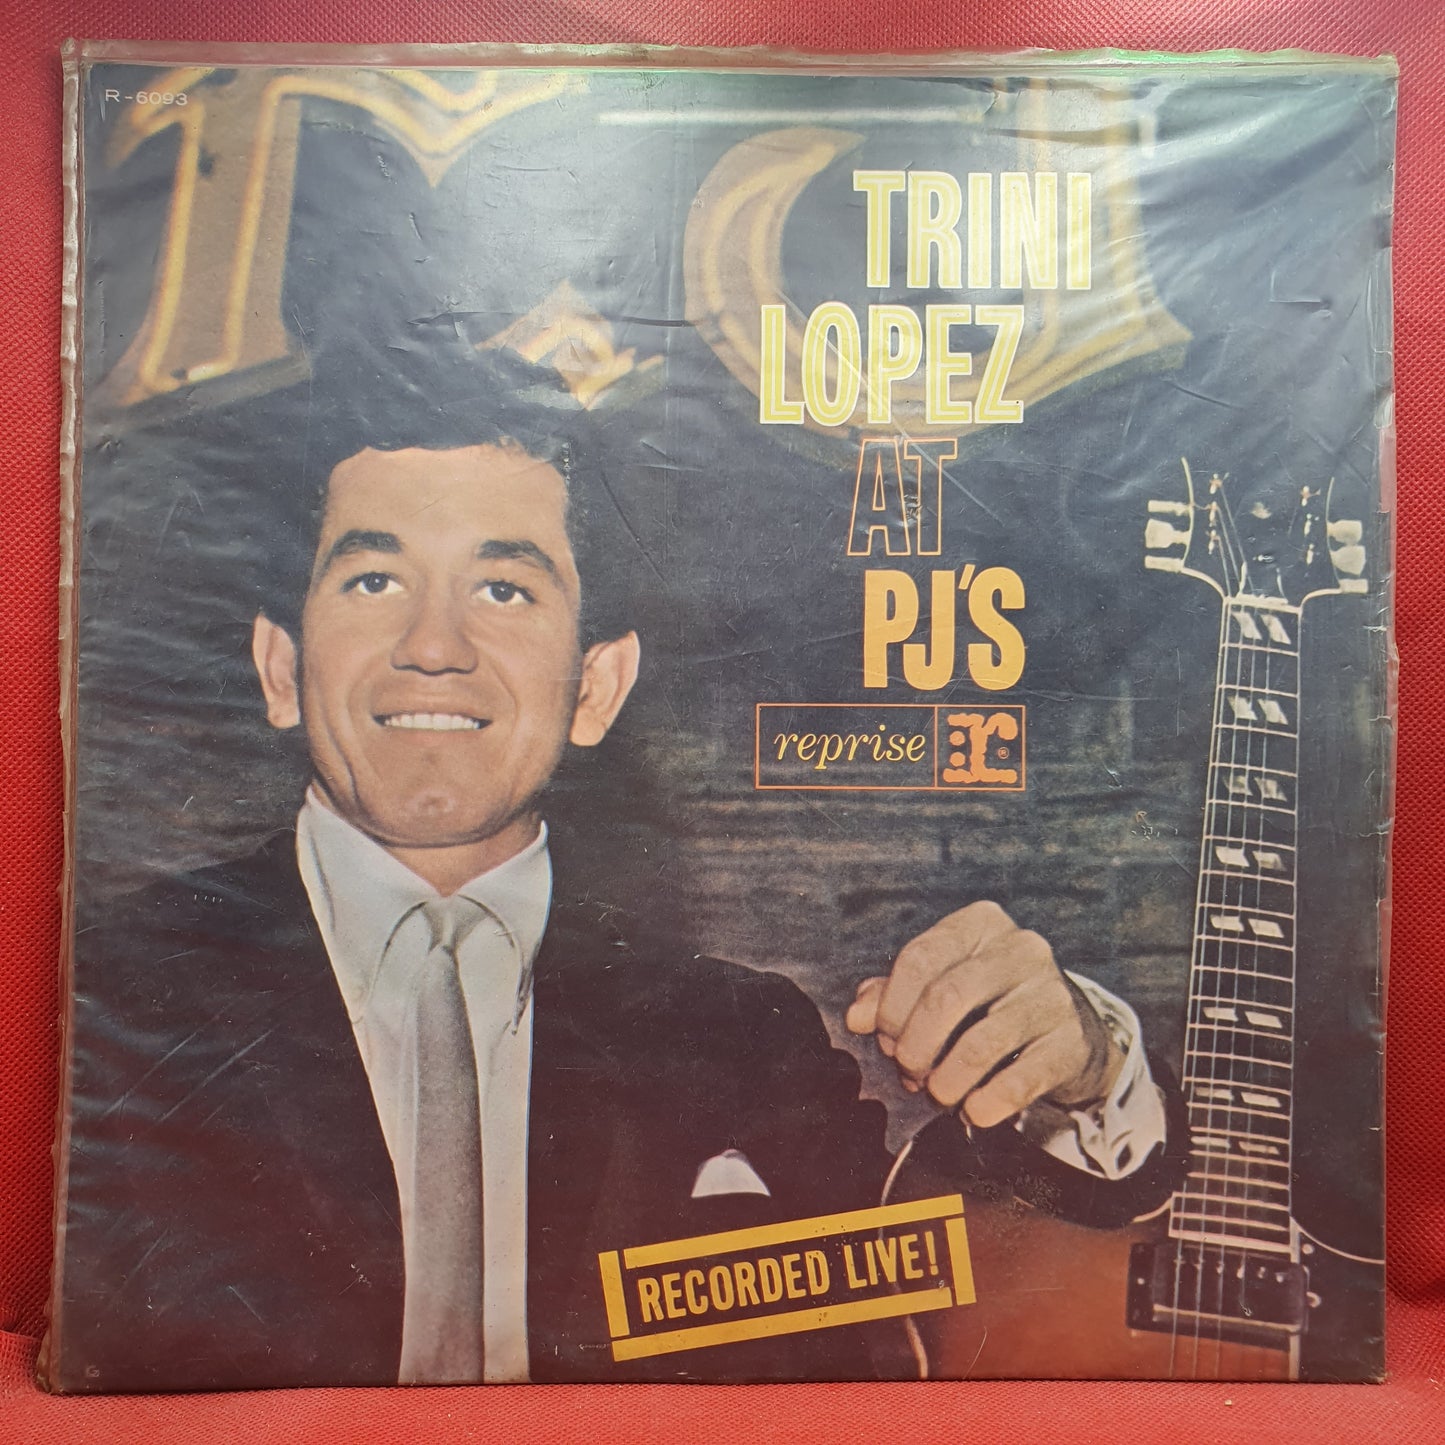 R-6093
TRINI
LOPEZ
AT
PJ'S
reprise r ®
RECORDED LIVE!
G